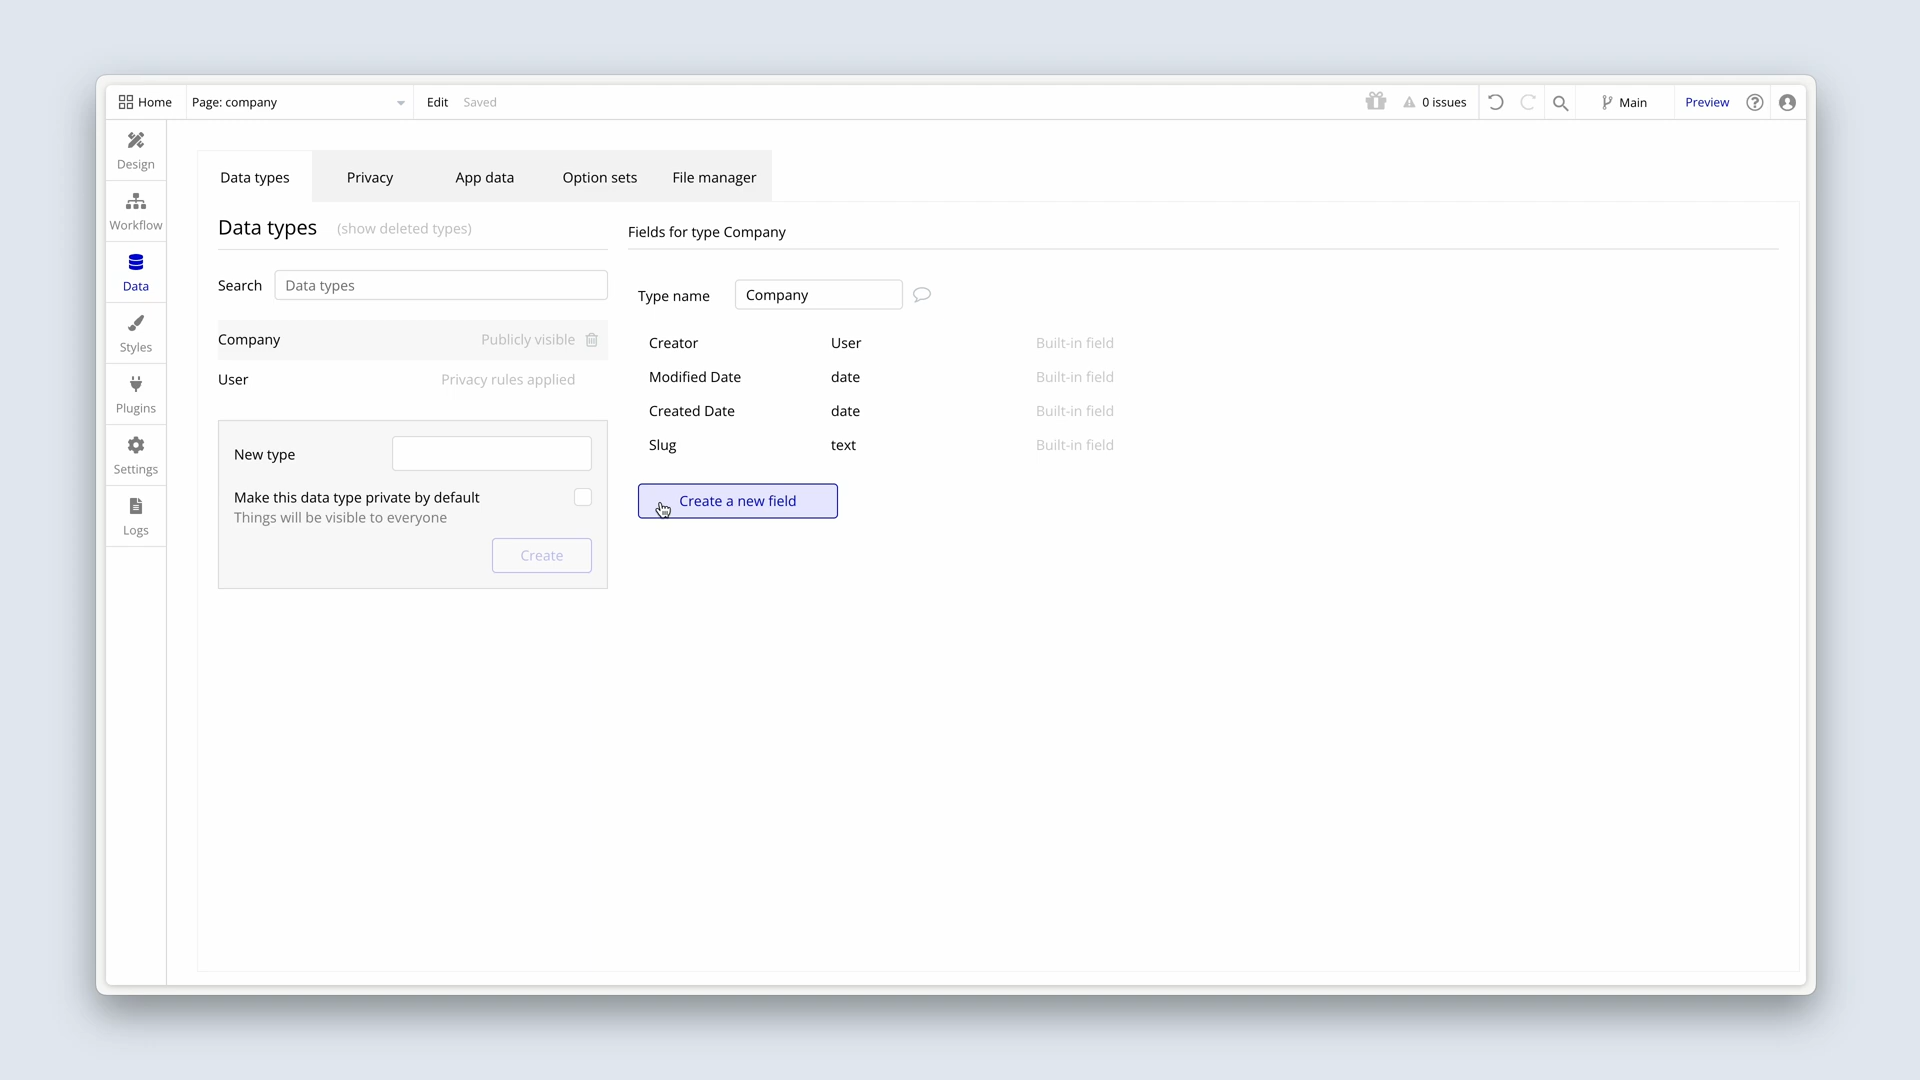 Home
Page: company
Edit
Saved
0 issues
Main
Preview
Design
Workflow
Data
Styles
Plugins
Settings
Logs
Data types
Privacy
App data
Option sets
File manager
Data types (show deleted types)
Search
Data types
Company Publicly visible
User Privacy rules applied
New type
Make this data type private by default
Things will be visible to everyone
Create
Fields for type Company
Type name Company
Creator User Built-in field
Modified Date date Built-in field
Created Date date Built-in field
Slug text Built-in field
Create a new field